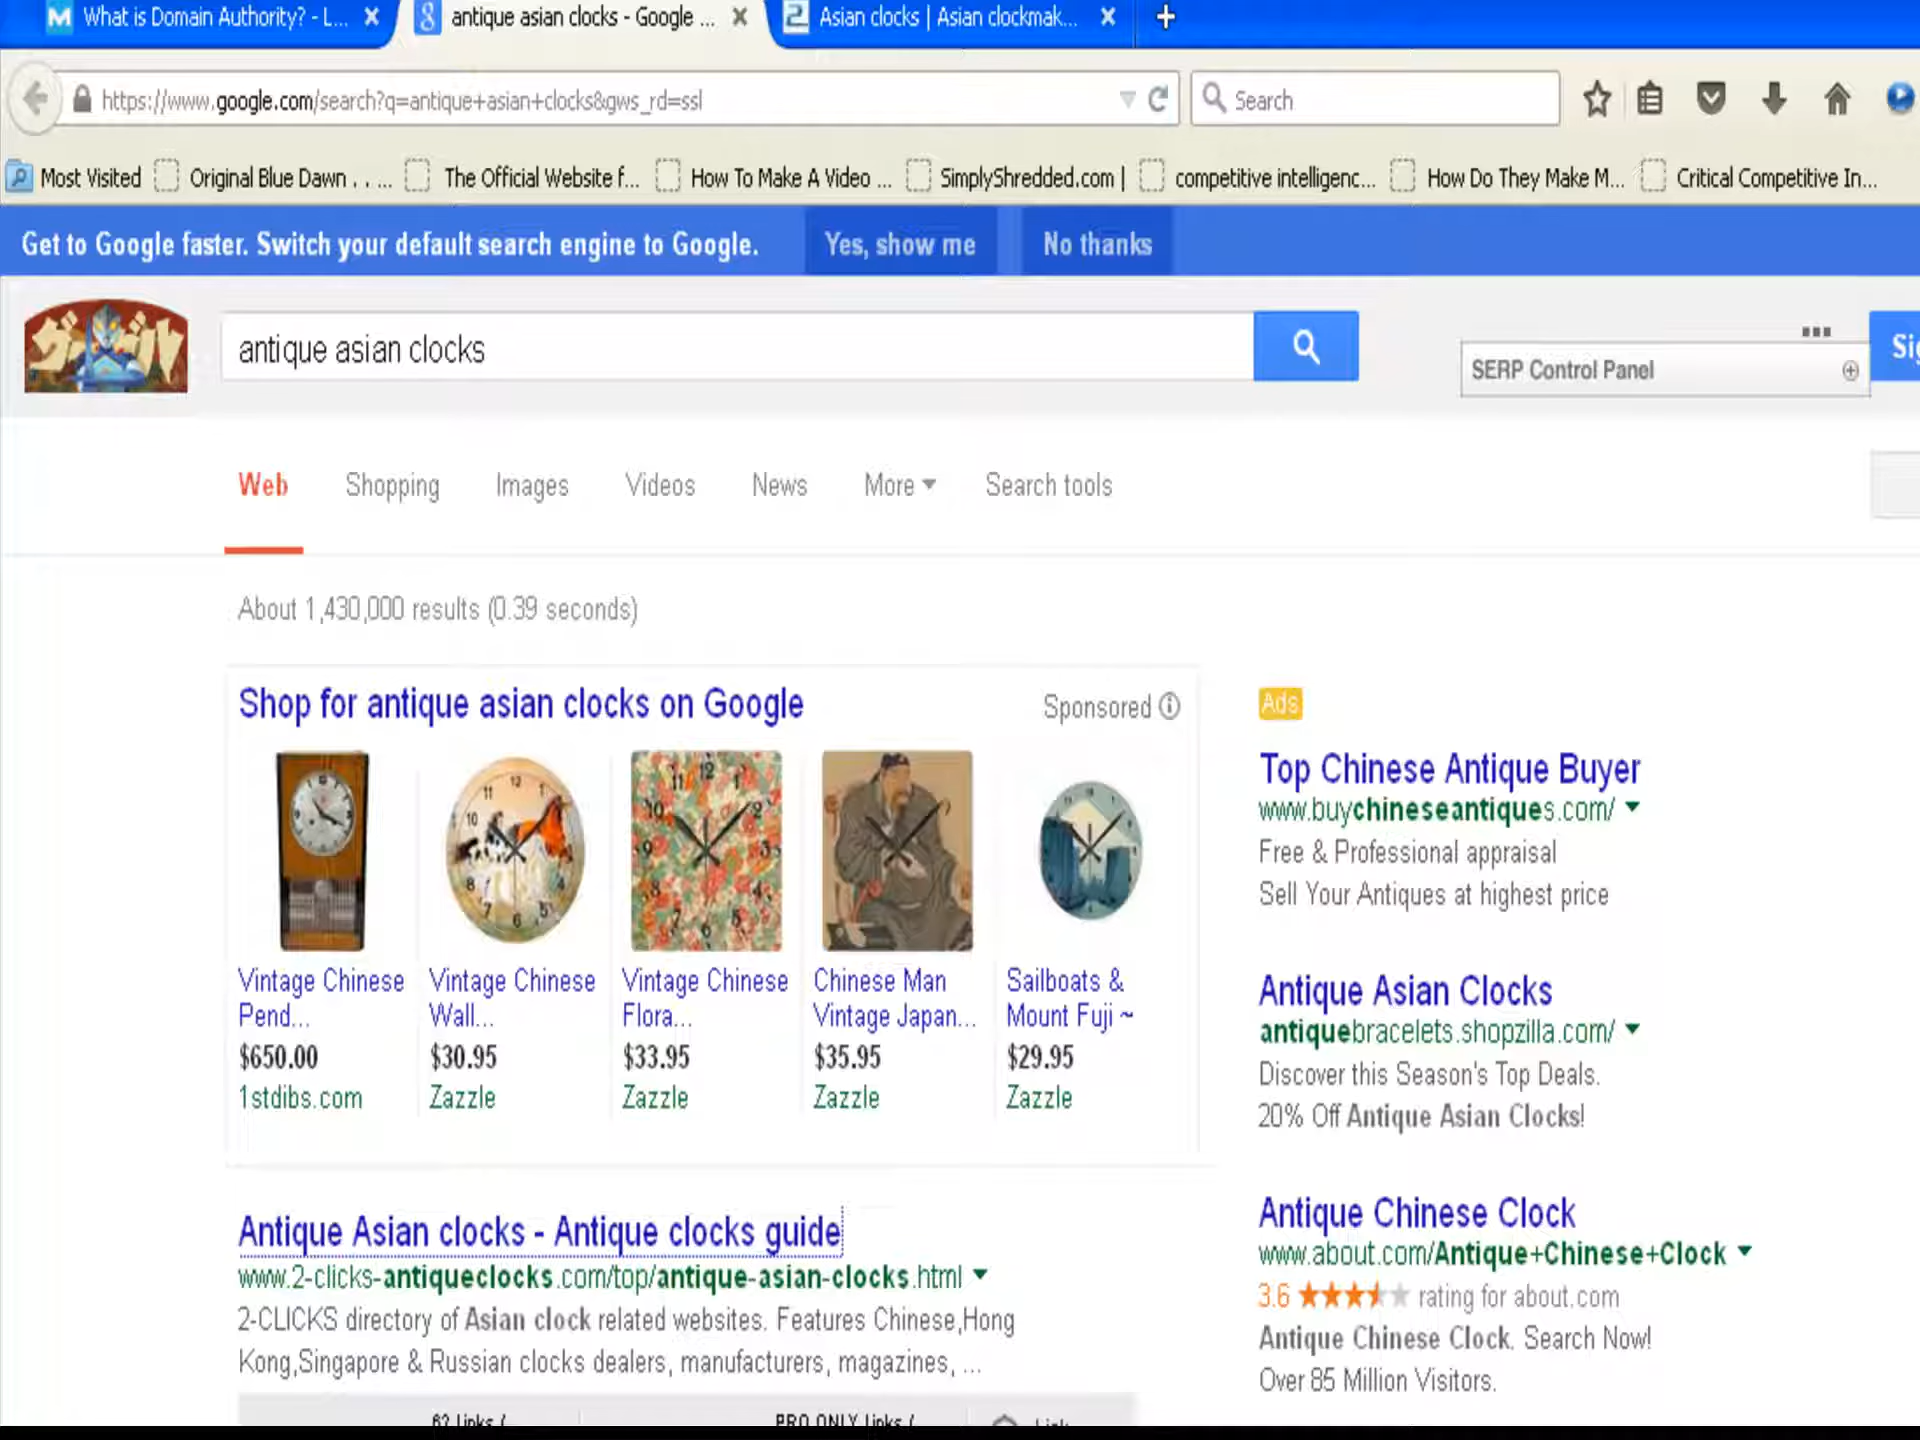 What is Domain Authority? - L...
antique asian clocks - Google ...
Asian clocks | Asian clockmak...
https://www.google.com/search?q=antique+asian+clocks&gws_rd=ssl
Search
Most Visited
Original Blue Dawn . . ...
The Official Website f...
How To Make A Video ...
SimplyShredded.com |
competitive intelligenc...
How Do They Make M...
Critical Competitive In...
Get to Google faster. Switch your default search engine to Google.
Yes, show me
No thanks
グーグル
antique asian clocks
SERP Control Panel
Web
Shopping
Images
Videos
News
More
Search tools
About 1,430,000 results (0.39 seconds)
Shop for antique asian clocks on Google
Sponsored
Vintage Chinese
Pend...
$650.00
1stdibs.com
Vintage Chinese
Wall...
$30.95
Zazzle
Vintage Chinese
Flora...
$33.95
Zazzle
Chinese Man
Vintage Japan...
$35.95
Zazzle
Sailboats &
Mount Fuji ~
$29.95
Zazzle
Antique Asian clocks - Antique clocks guide
www.2-clicks-antiqueclocks.com/top/antique-asian-clocks.html
2-CLICKS directory of Asian clock related websites. Features Chinese,Hong
Kong,Singapore & Russian clocks dealers, manufacturers, magazines, ...
Ads
Top Chinese Antique Buyer
www.buychineseantiques.com/
Free & Professional appraisal
Sell Your Antiques at highest price
Antique Asian Clocks
antiquebracelets.shopzilla.com/
Discover this Season's Top Deals.
20% Off Antique Asian Clocks!
Antique Chinese Clock
www.about.com/Antique+Chinese+Clock
3.6 rating for about.com
Antique Chinese Clock. Search Now!
Over 85 Million Visitors.